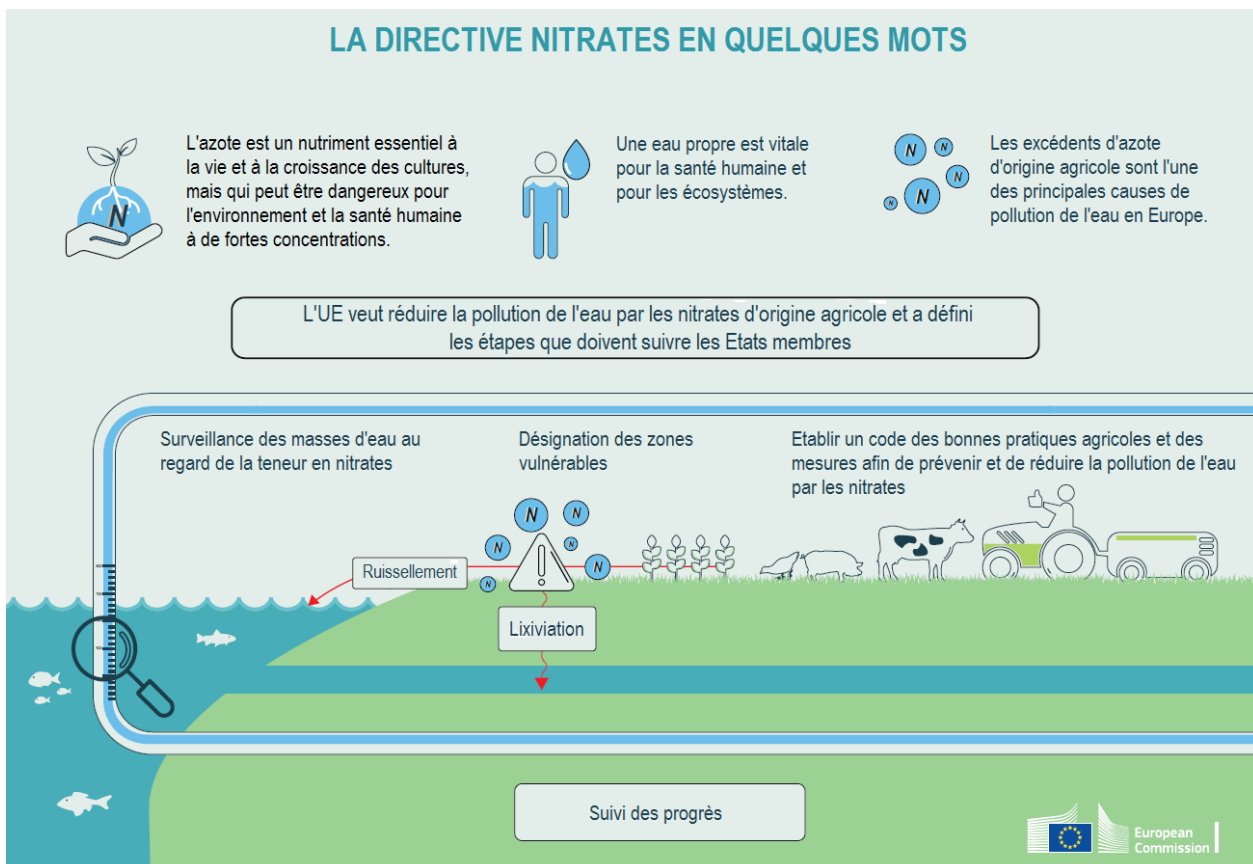 LA DIRECTIVE NITRATES EN QUELQUES MOTS
L'azote est un nutriment essentiel à
la vie et à la croissance des cultures,
mais qui peut être dangereux pour
l'environnement et la santé humaine
à de fortes concentrations.
N
Une eau propre est vitale
pour la santé humaine et
pour les écosystèmes.
N
N
N
N
N
Les excédents d'azote
d'origine agricole sont l'une
des principales causes de
pollution de l'eau en Europe.
L'UE veut réduire la pollution de l'eau par les nitrates d'origine agricole et a défini
les étapes que doivent suivre les Etats membres
Surveillance des masses d'eau au
regard de la teneur en nitrates
Désignation des zones
vulnérables
Etablir un code des bonnes pratiques agricoles et des
mesures afin de prévenir et de réduire la pollution de l'eau
par les nitrates
N
N
N
N
N
N
!
Ruissellement
Lixiviation
Suivi des progrès
European
Commission